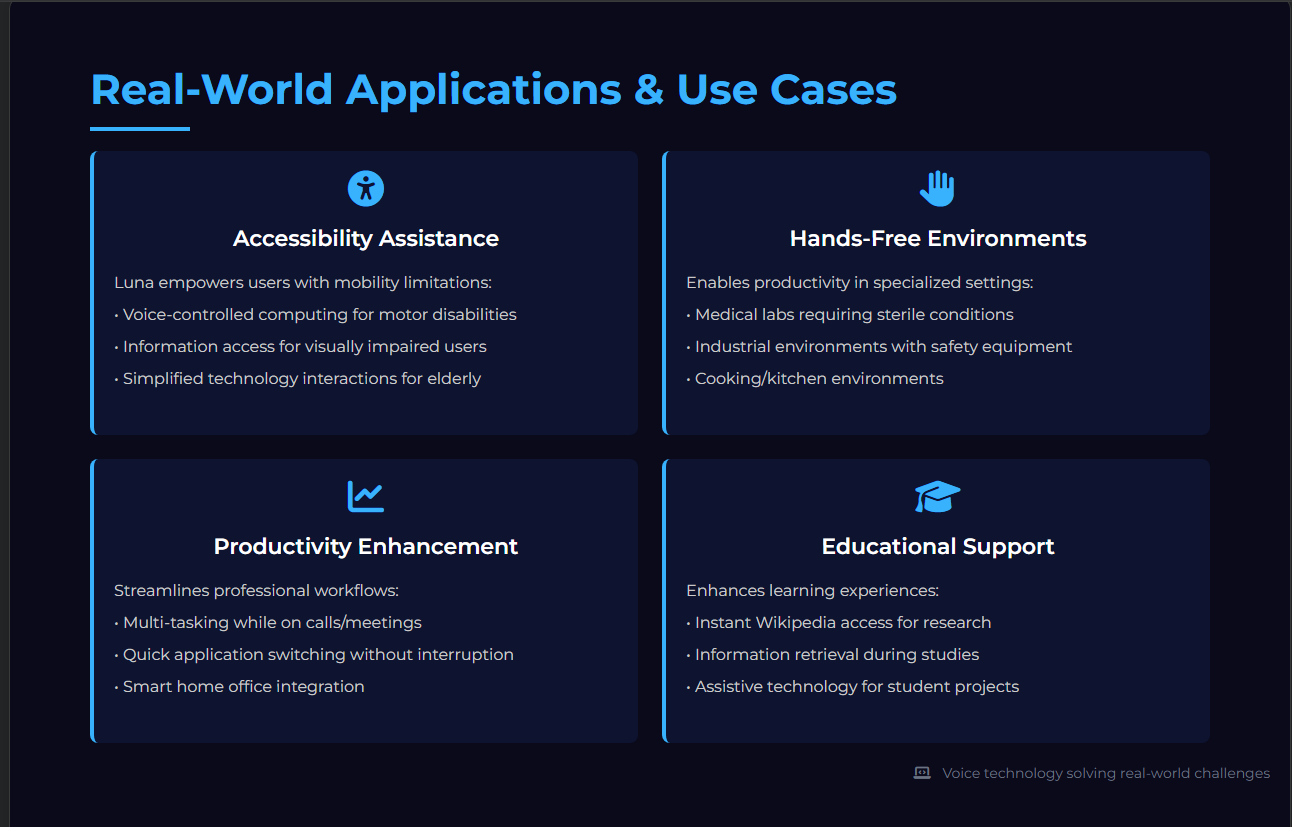 Real-World Applications & Use Cases
Accessibility Assistance
Luna empowers users with mobility limitations:
• Voice-controlled computing for motor disabilities
• Information access for visually impaired users
• Simplified technology interactions for elderly
Hands-Free Environments
Enables productivity in specialized settings:
• Medical labs requiring sterile conditions
• Industrial environments with safety equipment
• Cooking/kitchen environments
Productivity Enhancement
Streamlines professional workflows:
• Multi-tasking while on calls/meetings
• Quick application switching without interruption
• Smart home office integration
Educational Support
Enhances learning experiences:
• Instant Wikipedia access for research
• Information retrieval during studies
• Assistive technology for student projects
Voice technology solving real-world challenges